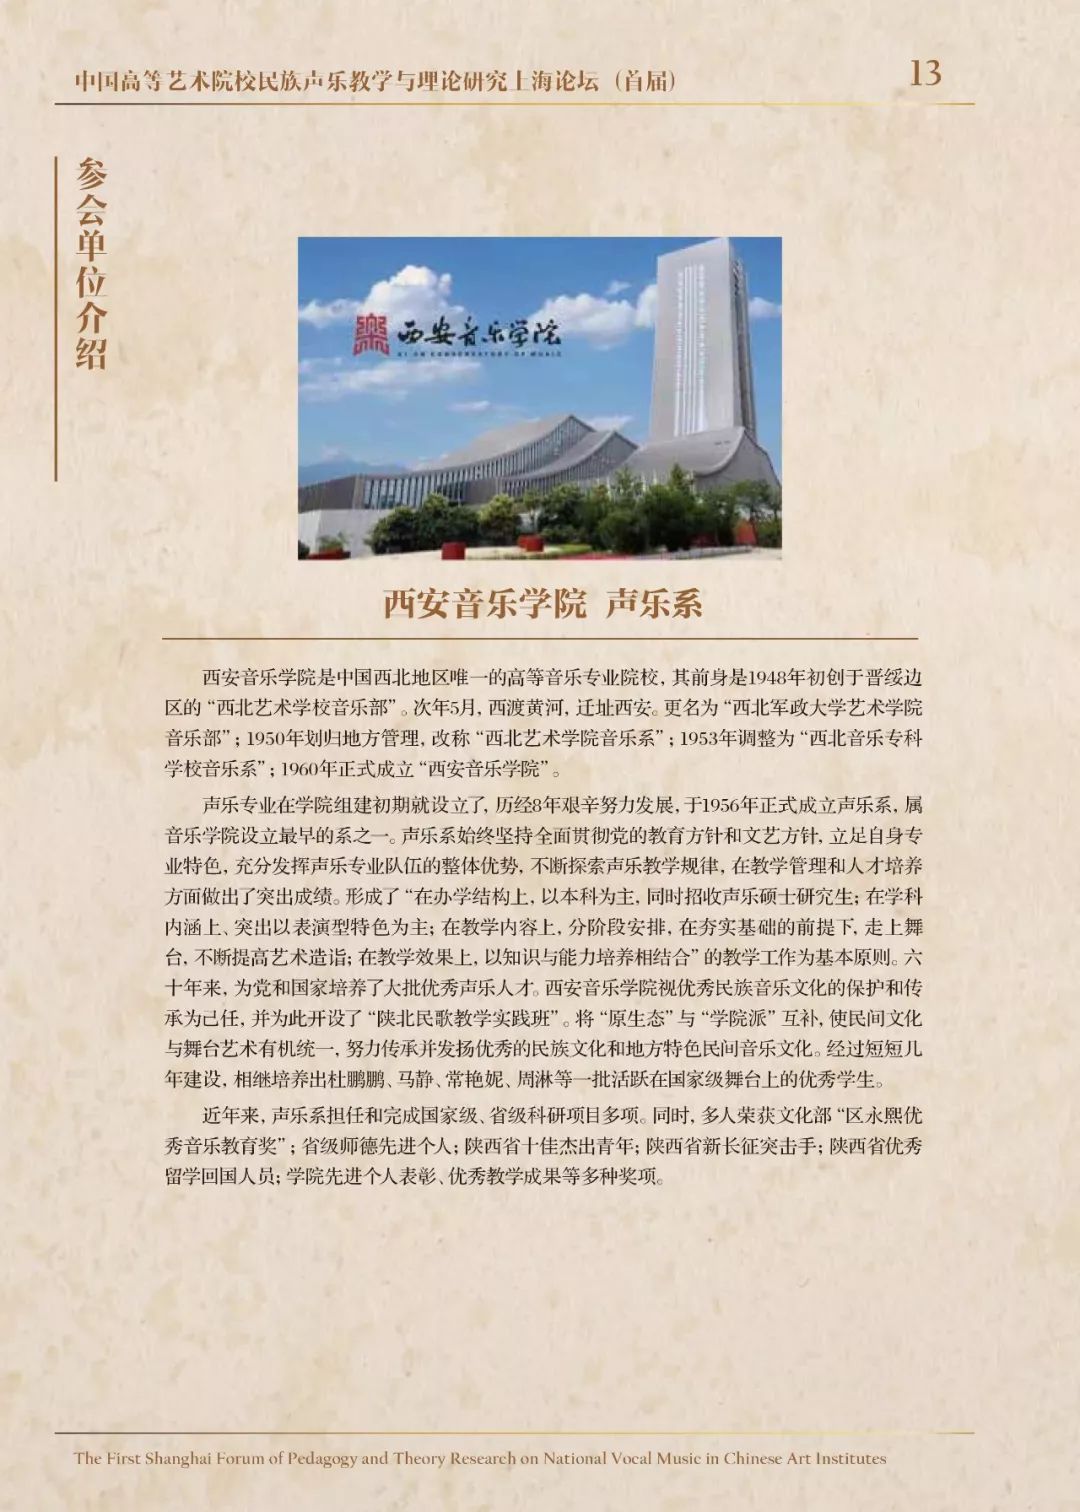 中国高等艺术院校民族声乐教学与理论研究上海论坛（首届）
13
参会单位介绍
西安音乐学院
XI'AN CONSERVATORY OF MUSIC
西安音乐学院 声乐系
西安音乐学院是中国西北地区唯一的高等音乐专业院校，其前身是1948年初创于晋绥边
区的“西北艺术学校音乐部”。次年5月，西渡黄河，迁址西安。更名为“西北军政大学艺术学院
音乐部”；1950年划归地方管理，改称“西北艺术学院音乐系”；1953年调整为“西北音乐专科
学校音乐系”；1960年正式成立“西安音乐学院”。
声乐专业在学院组建初期就设立了，历经8年艰辛努力发展，于1956年正式成立声乐系，属
音乐学院设立最早的系之一。声乐系始终坚持全面贯彻党的教育方针和文艺方针，立足自身专
业特色，充分发挥声乐专业队伍的整体优势，不断探索声乐教学规律，在教学管理和人才培养
方面做出了突出成绩。形成了“在办学结构上，以本科为主，同时招收声乐硕士研究生；在学科
内涵上、突出以表演型特色为主；在教学内容上，分阶段安排，在夯实基础的前提下，走上舞
台，不断提高艺术造诣；在教学效果上，以知识与能力培养相结合”的教学工作为基本原则。六
十年来，为党和国家培养了大批优秀声乐人才。西安音乐学院视优秀民族音乐文化的保护和传
承为己任，并为此开设了“陕北民歌教学实践班”。将“原生态”与“学院派”互补，使民间文化
与舞台艺术有机统一，努力传承并发扬优秀的民族文化和地方特色民间音乐文化。经过短短几
年建设，相继培养出杜鹏鹏、马静、常艳妮、周淋等一批活跃在国家级舞台上的优秀学生。
近年来，声乐系担任和完成国家级、省级科研项目多项。同时，多人荣获文化部“区永熙优
秀音乐教育奖”；省级师德先进个人；陕西省十佳杰出青年；陕西省新长征突击手；陕西省优秀
留学回国人员；学院先进个人表彰、优秀教学成果等多种奖项。
The First Shanghai Forum of Pedagogy and Theory Research on National Vocal Music in Chinese Art Institutes